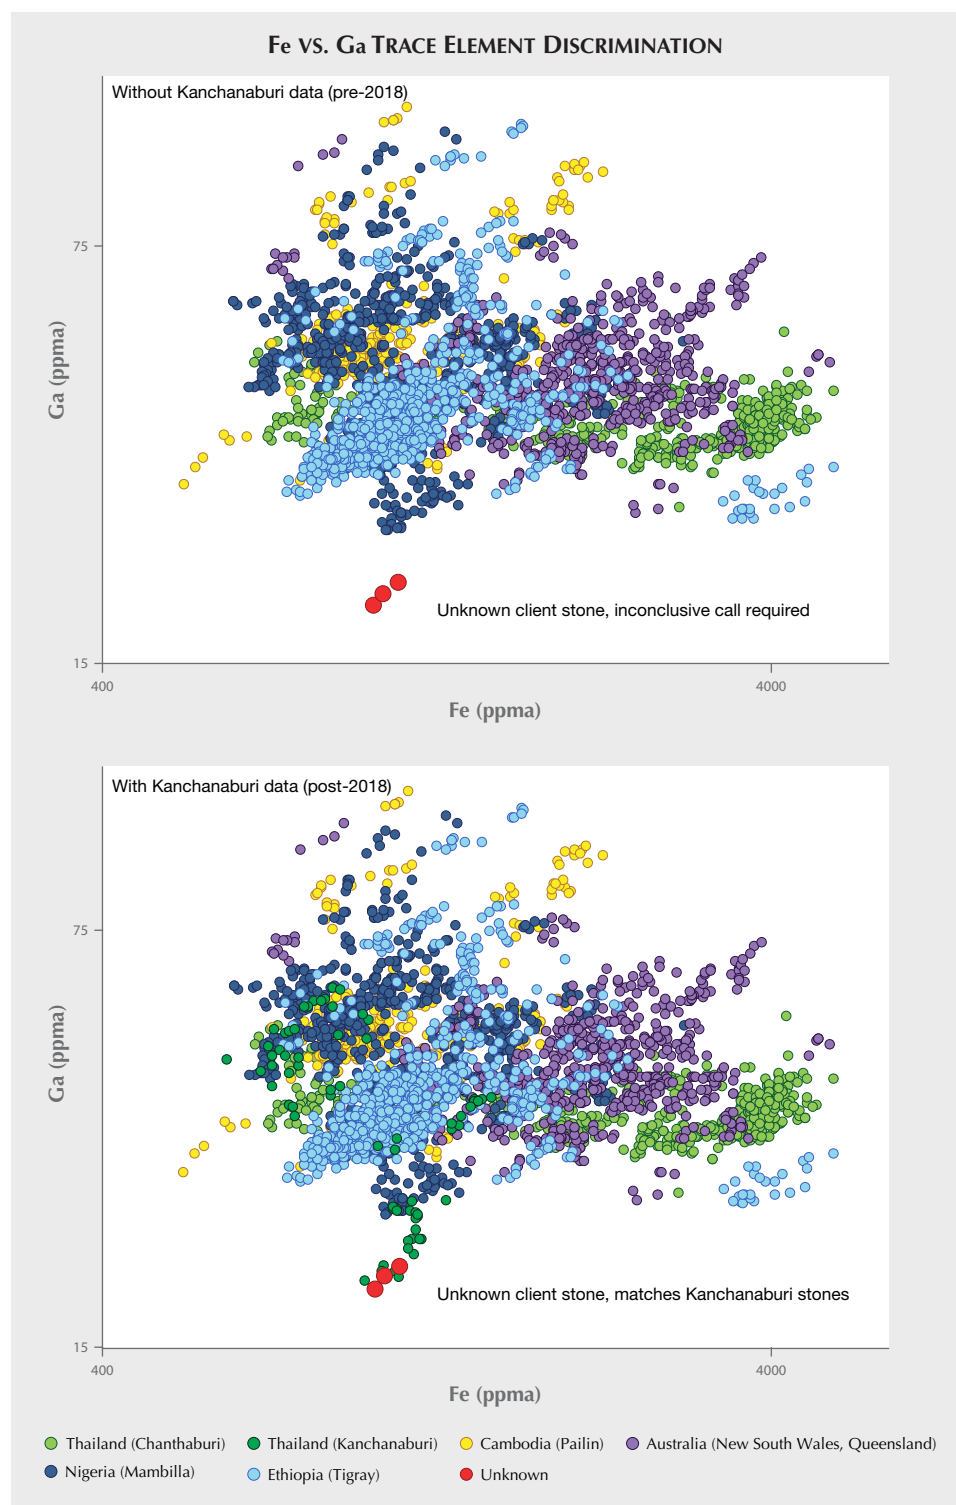 Fe VS. Ga TRACE ELEMENT DISCRIMINATION
Without Kanchanaburi data (pre-2018)
75
Ga (ppma)
Unknown client stone, inconclusive call required
15
400
4000
Fe (ppma)
With Kanchanaburi data (post-2018)
75
Ga (ppma)
Unknown client stone, matches Kanchanaburi stones
15
400
4000
Fe (ppma)
Thailand (Chanthaburi)
Thailand (Kanchanaburi)
Cambodia (Pailin)
Australia (New South Wales, Queensland)
Nigeria (Mambilla)
Ethiopia (Tigray)
Unknown